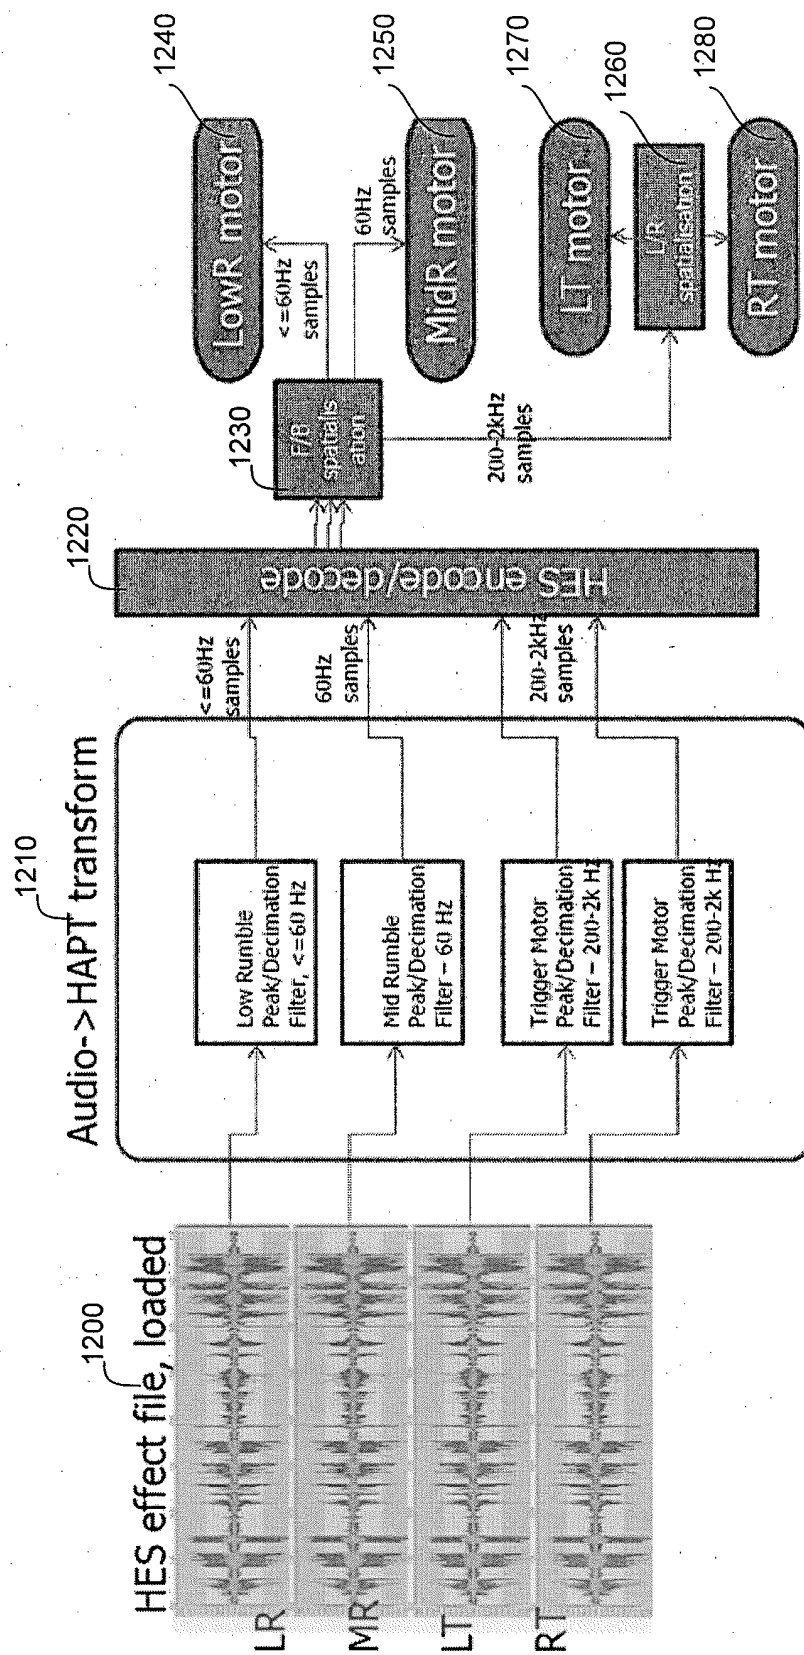 HES effect file, loaded
1200
LR
MR
LT
RT
Audio->HAPT transform
1210
Low Rumble
Peak/Decimation
Filter, <=60 Hz
Mid Rumble
Peak/Decimation
Filter – 60 Hz
Trigger Motor
Peak/Decimation
Filter – 200-2k Hz
Trigger Motor
Peak/Decimation
Filter – 200-2k Hz
<=60Hz
samples
60Hz
samples
200-2kHz
samples
HES encode/decode
1220
F/B
spatialis
ation
1230
<=60Hz
samples
60Hz
samples
200-2kHz
samples
LowR motor
1240
MidR motor
1250
LT motor
1270
L/R
spatialisation
1260
RT motor
1280